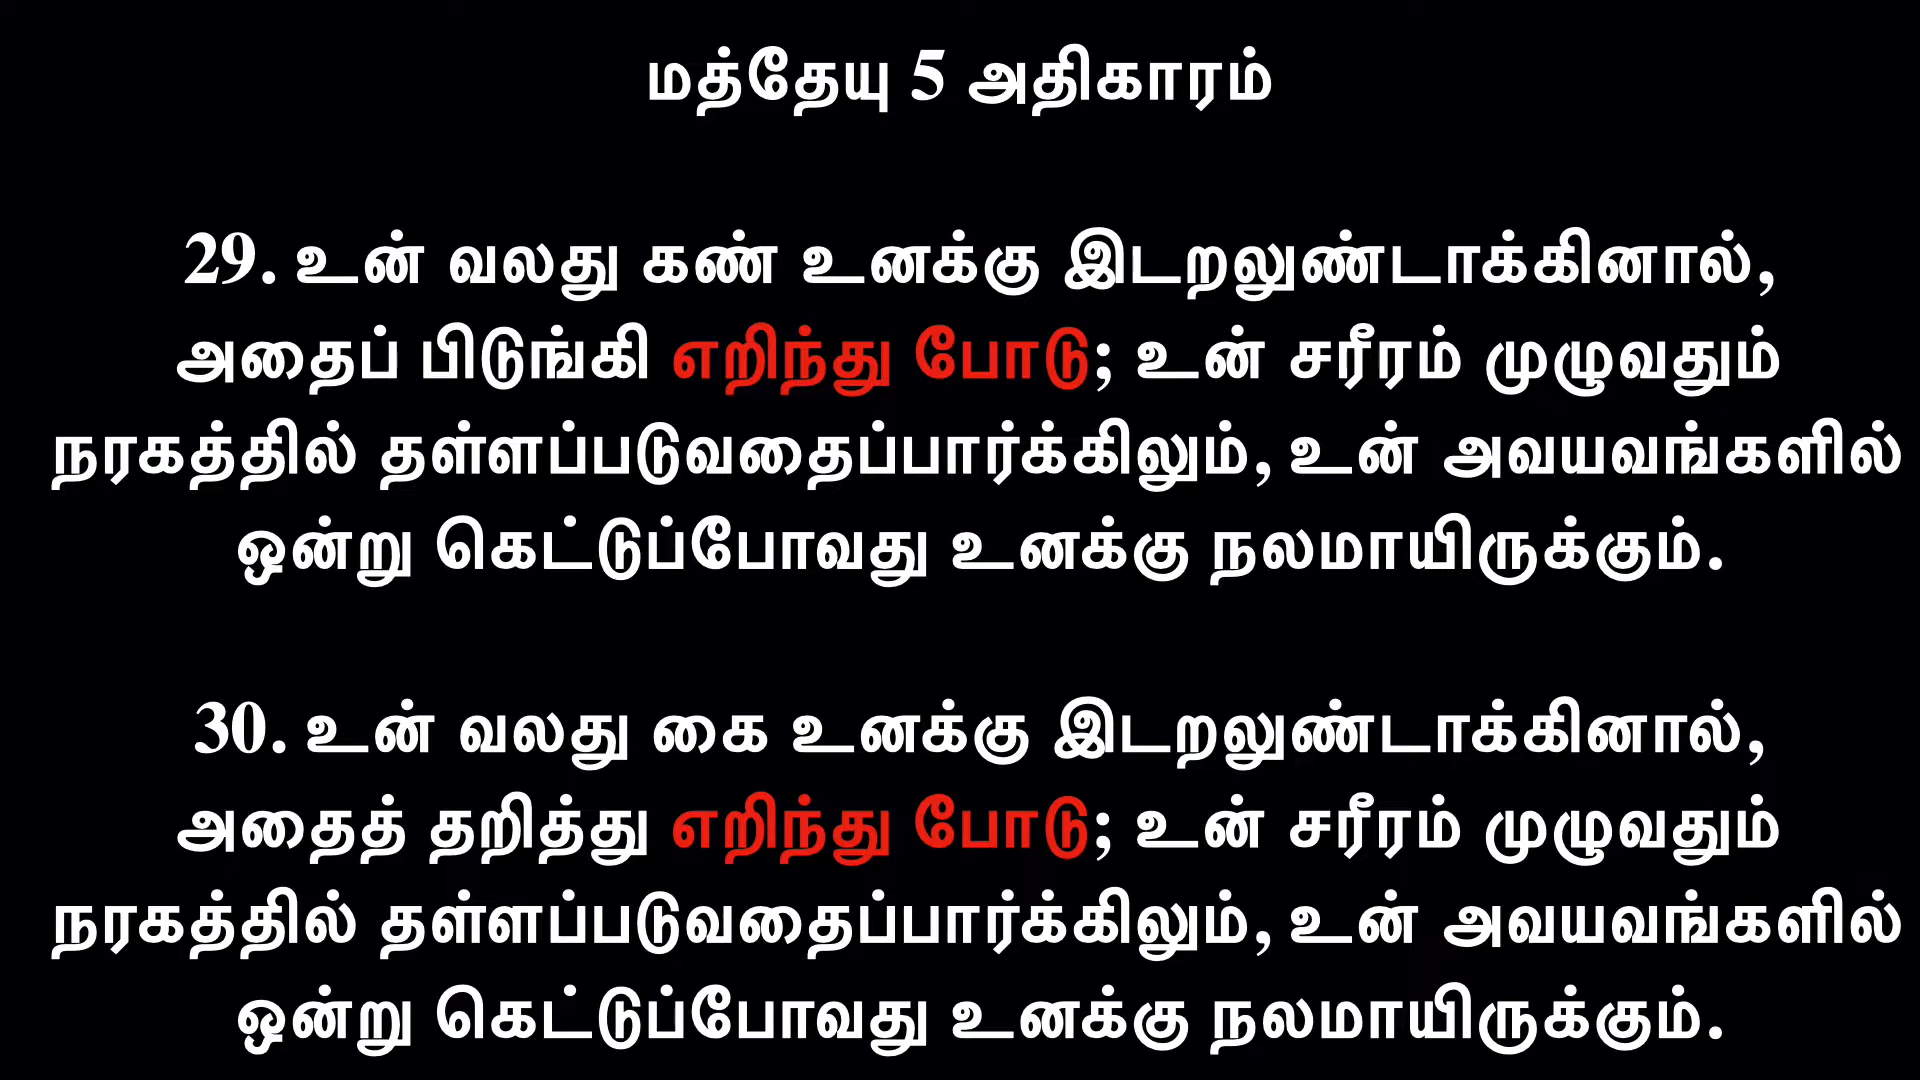 மத்தேயு 5 அதிகாரம்
29. உன் வலது கண் உனக்கு இடறலுண்டாக்கினால்,
அதைப் பிடுங்கி எறிந்து போடு; உன் சரீரம் முழுவதும்
நரகத்தில் தள்ளப்படுவதைப்பார்க்கிலும், உன் அவயவங்களில்
ஒன்று கெட்டுப்போவது உனக்கு நலமாயிருக்கும்.
30. உன் வலது கை உனக்கு இடறலுண்டாக்கினால்,
அதைத் தறித்து எறிந்து போடு; உன் சரீரம் முழுவதும்
நரகத்தில் தள்ளப்படுவதைப்பார்க்கிலும், உன் அவயவங்களில்
ஒன்று கெட்டுப்போவது உனக்கு நலமாயிருக்கும்.